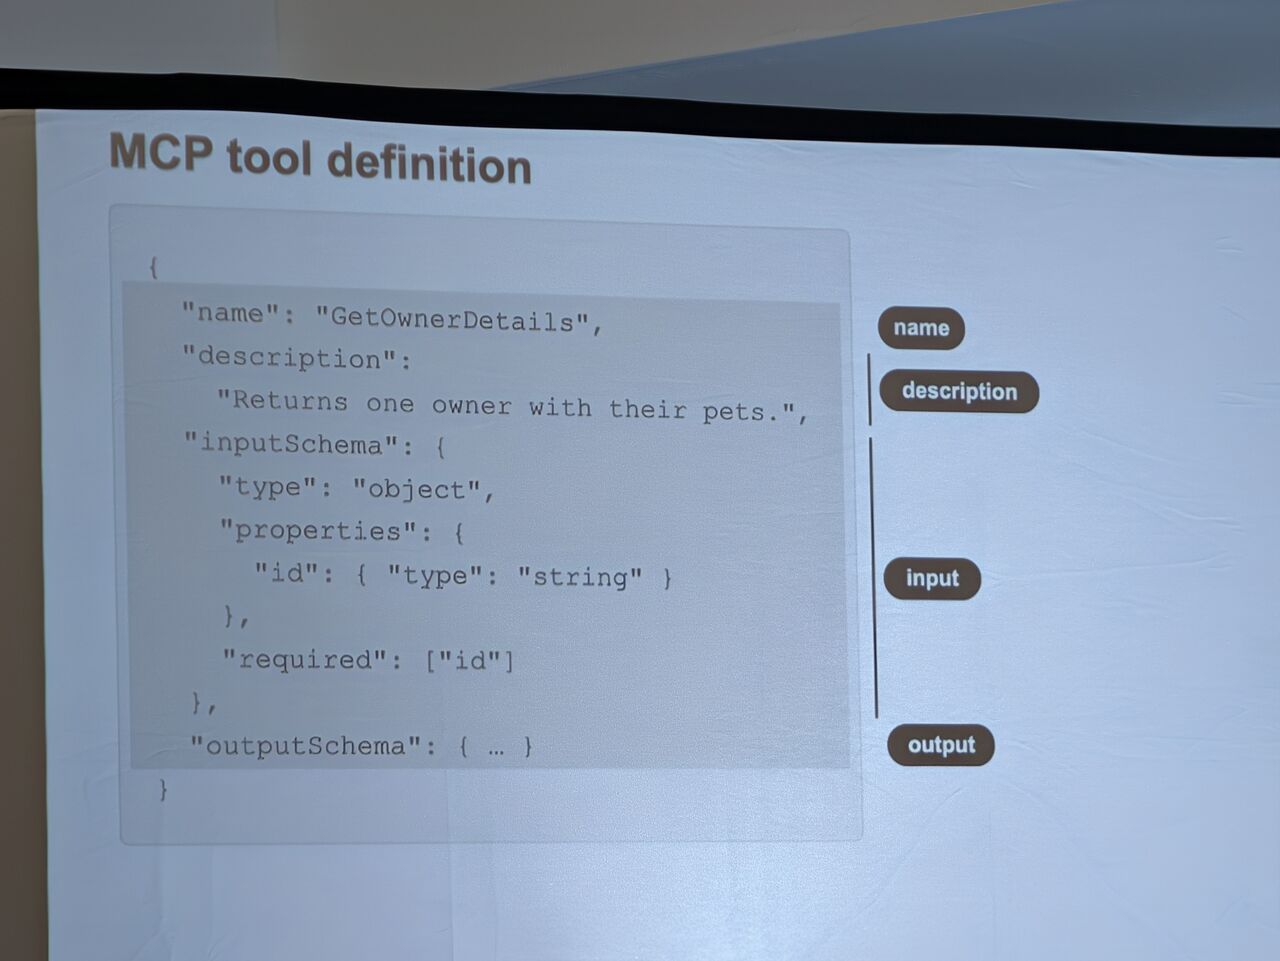 MCP tool definition
{
"name": "GetOwnerDetails",
"description":
"Returns one owner with their pets.",
"inputSchema": {
"type": "object",
"properties": {
"id": { "type": "string" }
},
"required": ["id"]
},
"outputSchema": { … }
}
name
description
input
output